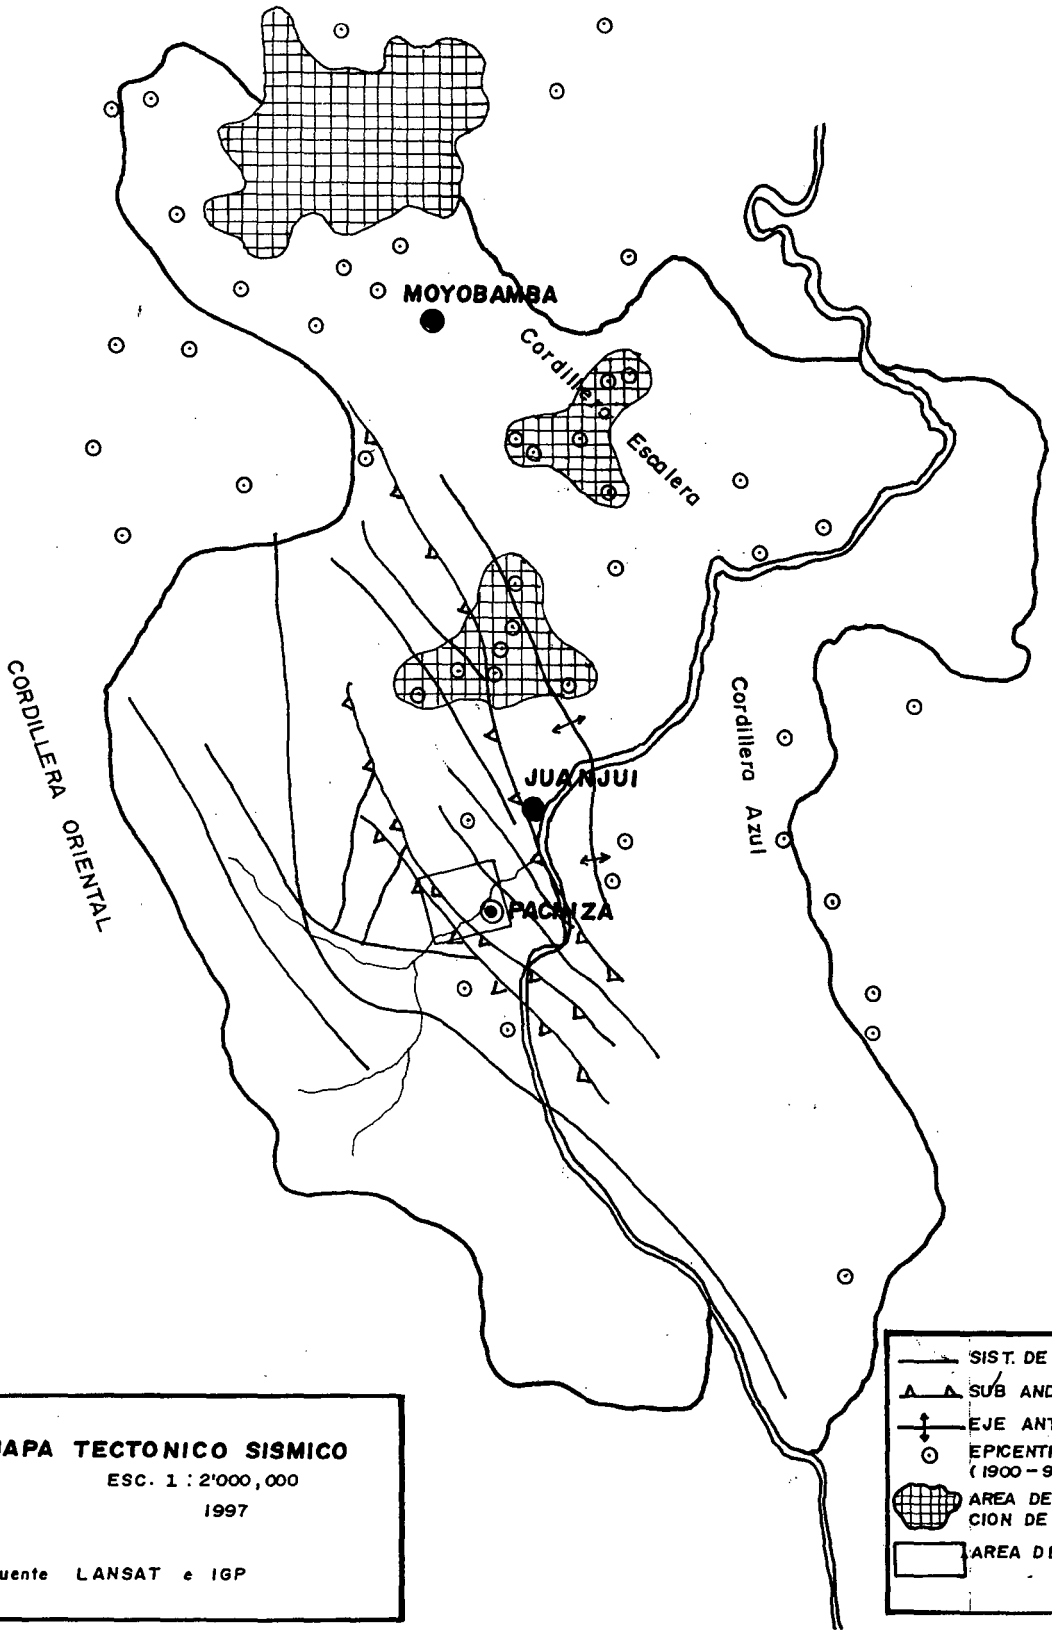 MOYOBAMBA
Cordillera
Escalera
CORDILLERA ORIENTAL
Cordillera Azul
JUANJUI
PACHIZA
MAPA TECTONICO SISMICO
ESC. 1 : 2'000,000
1997
uente LANSAT e IGP
SIST. DE
SUB AND
EJE ANT
EPICENT
(1900 - 9
AREA DE
CION DE
AREA DE